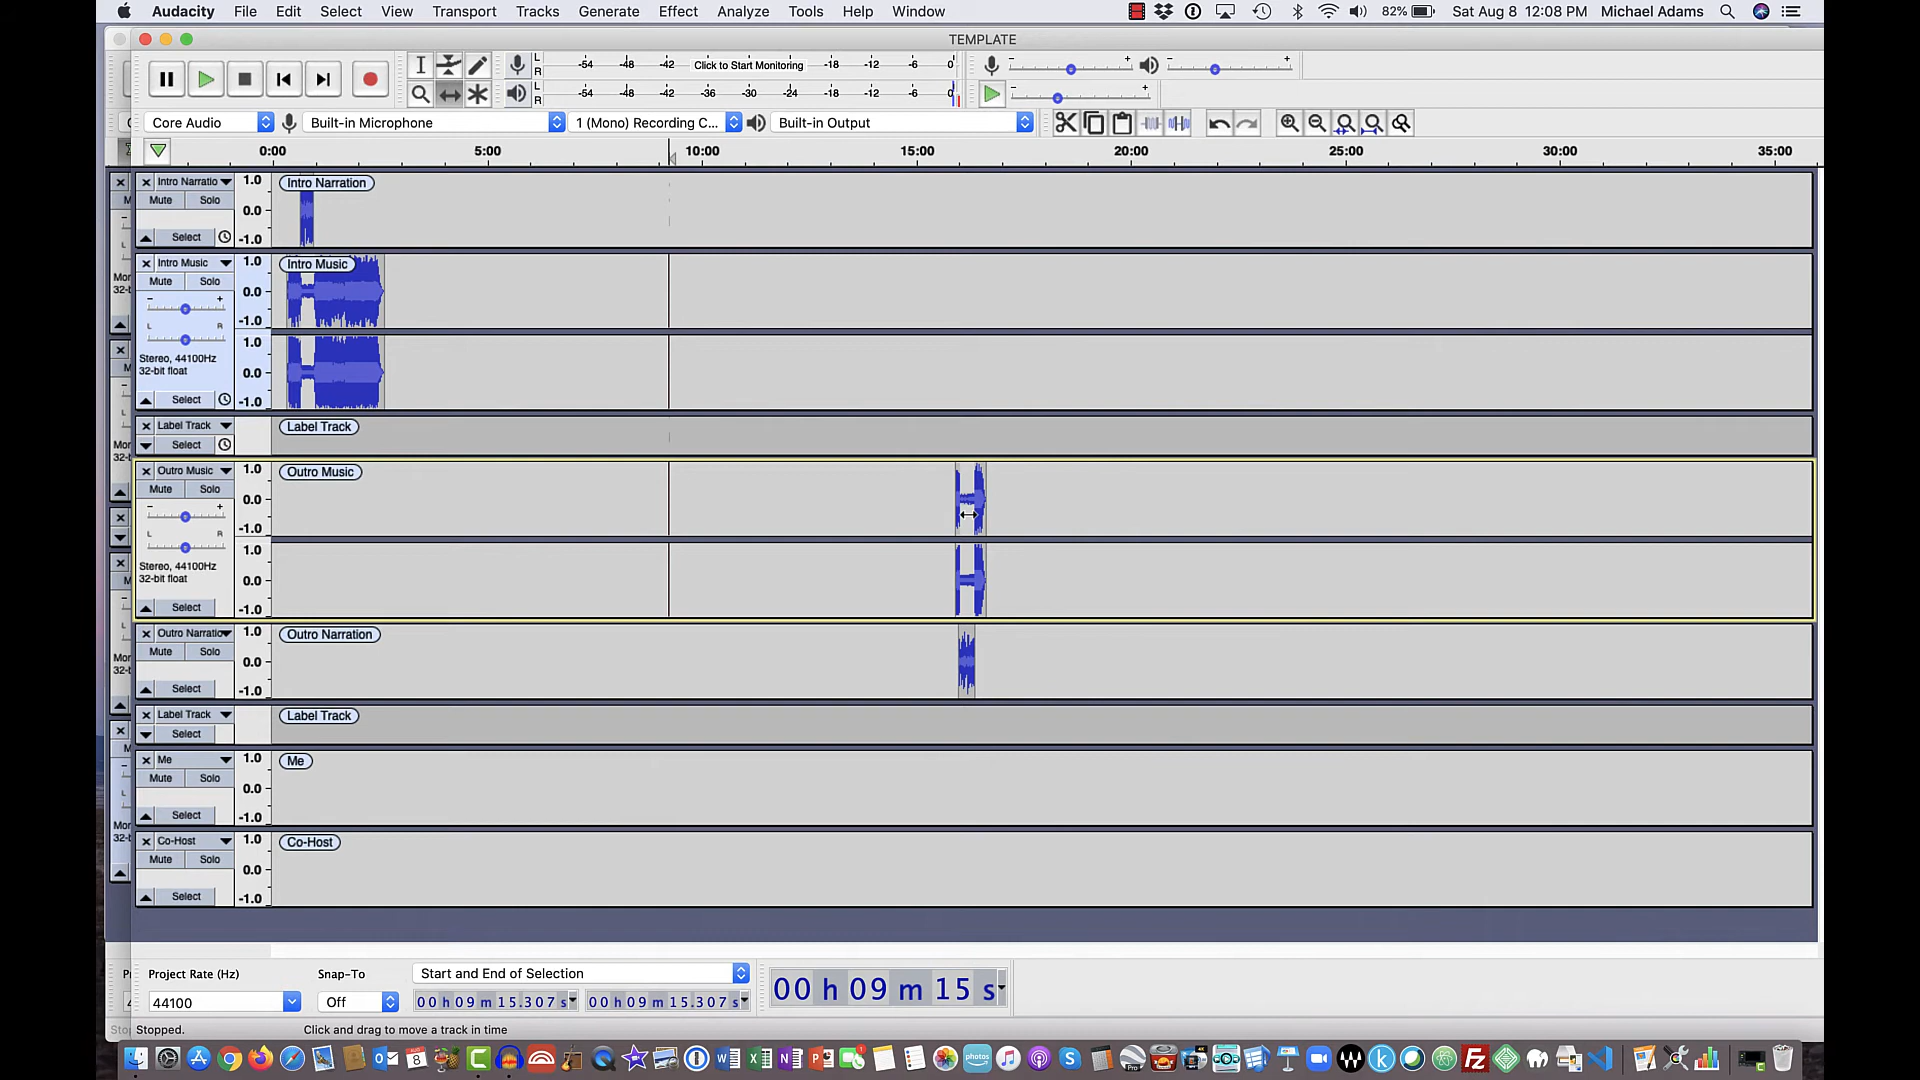 Audacity File Edit Select View Transport Tracks Generate Effect Analyze Tools Help Window 82% Sat Aug 8 12:08 PM Michael Adams
TEMPLATE
L R -54 -48 -42 Click to Start Monitoring -18 -12 -6 0 - + - +
L R -54 -48 -42 -36 -30 -24 -18 -12 -6 0 - +
Core Audio Built-in Microphone 1 (Mono) Recording C... Built-in Output
0:00 5:00 10:00 15:00 20:00 25:00 30:00 35:00
Intro Narratio 1.0 Intro Narration
Mute Solo
0.0
Select -1.0
Intro Music 1.0 Intro Music
Mute Solo
- + 0.0
L R -1.0
1.0
Stereo, 44100Hz
32-bit float 0.0
Select -1.0
Label Track Label Track
Select
Outro Music 1.0 Outro Music
Mute Solo
- + 0.0
L R -1.0
1.0
Stereo, 44100Hz
32-bit float 0.0
Select -1.0
Outro Narratio 1.0 Outro Narration
Mute Solo
0.0
Select -1.0
Label Track Label Track
Select
Me 1.0 Me
Mute Solo
0.0
Select -1.0
Co-Host 1.0 Co-Host
Mute Solo
0.0
Select -1.0
Project Rate (Hz) Snap-To Start and End of Selection
44100 Off 00 h 09 m 15.307 s 00 h 09 m 15.307 s 00 h 09 m 15 s
Stopped. Click and drag to move a track in time